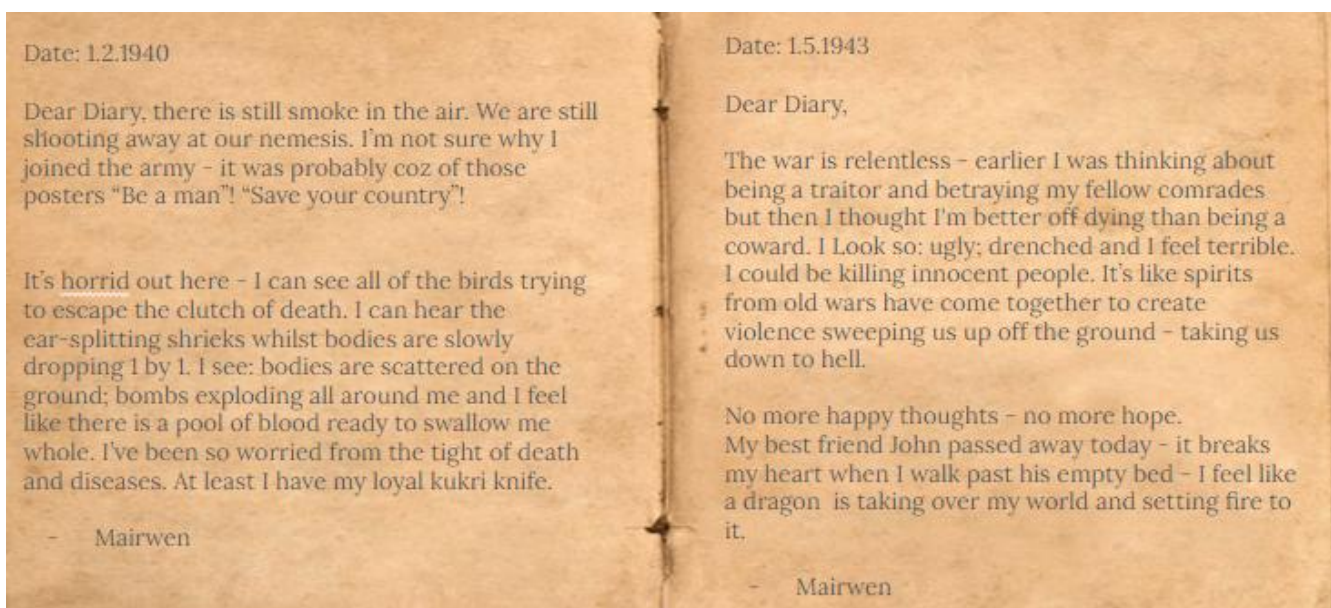 Date: 1.2.1940
Dear Diary, there is still smoke in the air. We are still
shooting away at our nemesis. I'm not sure why I
joined the army - it was probably coz of those
posters “Be a man”! “Save your country”!
It's horrid out here - I can see all of the birds trying
to escape the clutch of death. I can hear the
ear-splitting shrieks whilst bodies are slowly
dropping 1 by 1. I see: bodies are scattered on the
ground; bombs exploding all around me and I feel
like there is a pool of blood ready to swallow me
whole. I've been so worried from the tight of death
and diseases. At least I have my loyal kukri knife.
- Mairwen
Date: 1.5.1943
Dear Diary,
The war is relentless - earlier I was thinking about
being a traitor and betraying my fellow comrades
but then I thought I'm better off dying than being a
coward. I Look so: ugly; drenched and I feel terrible.
I could be killing innocent people. It's like spirits
from old wars have come together to create
violence sweeping us up off the ground - taking us
down to hell.
No more happy thoughts - no more hope.
My best friend John passed away today - it breaks
my heart when I walk past his empty bed - I feel like
a dragon is taking over my world and setting fire to
it.
- Mairwen